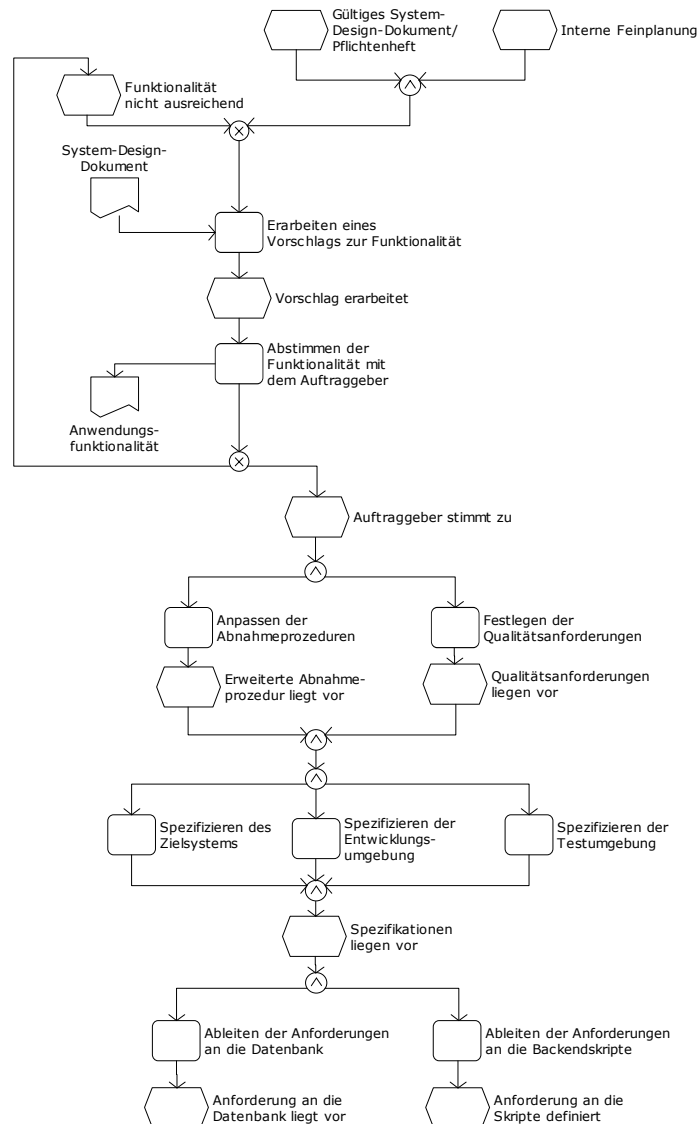 Gültiges System-
Design-Dokument/
Pflichtenheft
Interne Feinplanung
Funktionalität
nicht ausreichend
System-Design-
Dokument
Erarbeiten eines
Vorschlags zur Funktionalität
Vorschlag erarbeitet
Abstimmen der
Funktionalität mit
dem Auftraggeber
Anwendungs-
funktionalität
Auftraggeber stimmt zu
Anpassen der
Abnahmeprozeduren
Festlegen der
Qualitätsanforderungen
Erweiterte Abnahme-
prozedur liegt vor
Qualitätsanforderungen
liegen vor
Spezifizieren des
Zielsystems
Spezifizieren der
Entwicklungs-
umgebung
Spezifizieren der
Testumgebung
Spezifikationen
liegen vor
Ableiten der Anforderungen
an die Datenbank
Ableiten der Anforderungen
an die Backendskripte
Anforderung an die
Datenbank liegt vor
Anforderung an die
Skripte definiert